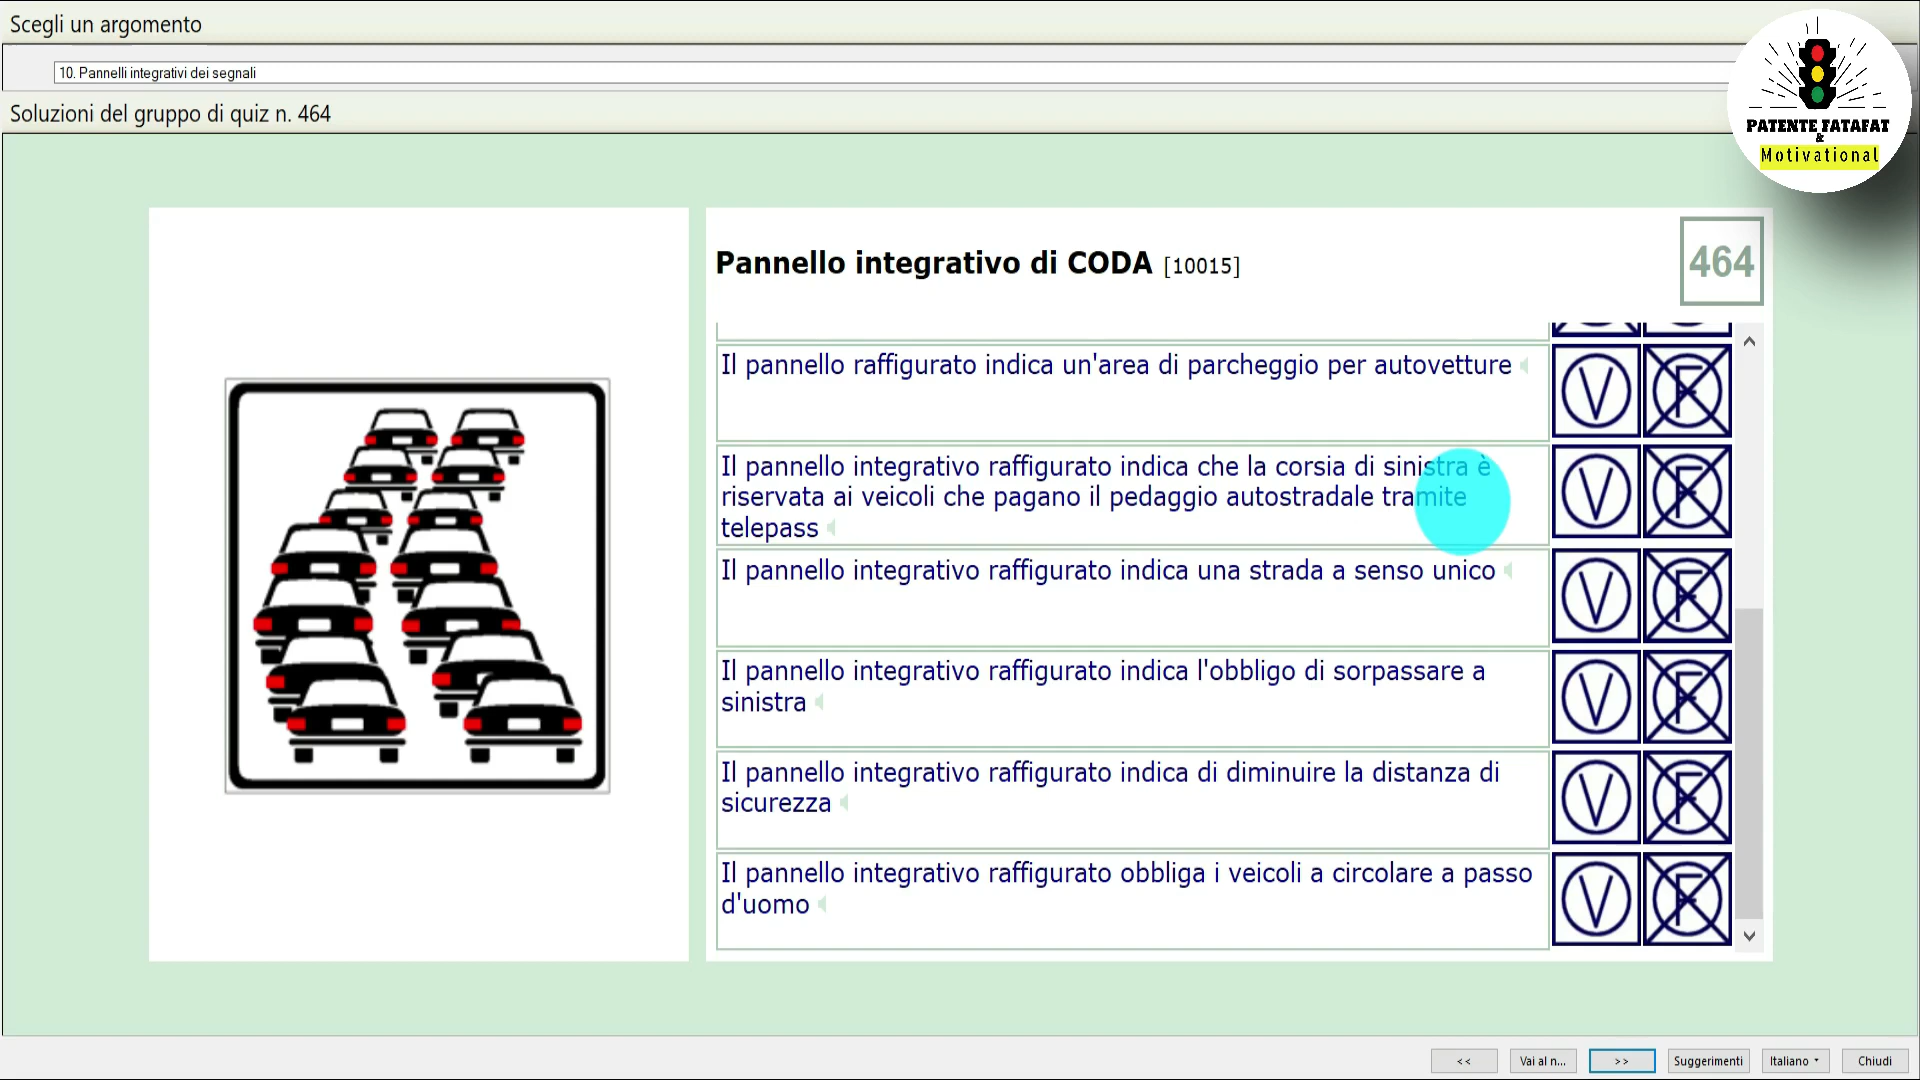 Scegli un argomento
10. Pannelli integrativi dei segnali
Soluzioni del gruppo di quiz n. 464
PATENTE FATAFAT
&
Motivational
Pannello integrativo di CODA [10015]
464
Il pannello raffigurato indica un'area di parcheggio per autovetture
V F
Il pannello integrativo raffigurato indica che la corsia di sinistra è
riservata ai veicoli che pagano il pedaggio autostradale tramite
telepass
V F
Il pannello integrativo raffigurato indica una strada a senso unico
V F
Il pannello integrativo raffigurato indica l'obbligo di sorpassare a
sinistra
V F
Il pannello integrativo raffigurato indica di diminuire la distanza di
sicurezza
V F
Il pannello integrativo raffigurato obbliga i veicoli a circolare a passo
d'uomo
V F
<< Vai al n... >> Suggerimenti Italiano Chiudi